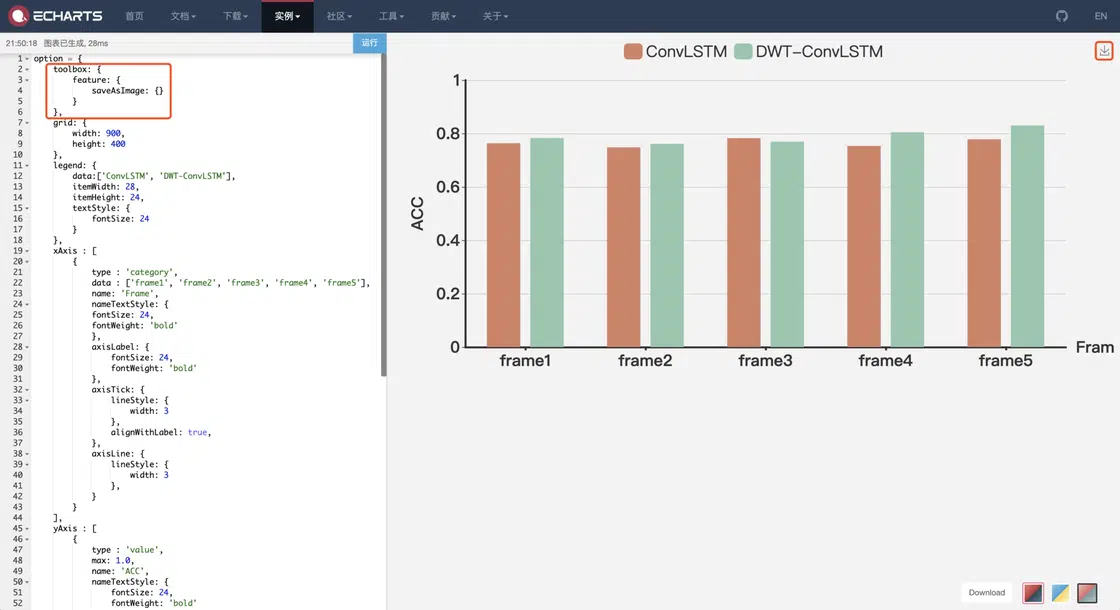 ECHARTS 首页 文档 下载 实例 社区 工具 贡献 关于 EN
21:50:18 图表已生成, 28ms 运行
1 option = {
2 toolbox: {
3 feature: {
4 saveAsImage: {}
5 }
6 },
7 grid: {
8 width: 900,
9 height: 400
10 },
11 legend: {
12 data:['ConvLSTM', 'DWT-ConvLSTM'],
13 itemWidth: 28,
14 itemHeight: 24,
15 textStyle: {
16 fontSize: 24
17 }
18 },
19 xAxis : [
20 {
21 type : 'category',
22 data : ['frame1', 'frame2', 'frame3', 'frame4', 'frame5'],
23 name: 'Frame',
24 nameTextStyle: {
25 fontSize: 24,
26 fontWeight: 'bold'
27 },
28 axisLabel: {
29 fontSize: 24,
30 fontWeight: 'bold'
31 },
32 axisTick: {
33 lineStyle: {
34 width: 3
35 },
36 alignWithLabel: true,
37 },
38 axisLine: {
39 lineStyle: {
40 width: 3
41 },
42 }
43 }
44 ],
45 yAxis : [
46 {
47 type : 'value',
48 max: 1.0,
49 name: 'ACC',
50 nameTextStyle: {
51 fontSize: 24,
52 fontWeight: 'bold'
ConvLSTM DWT-ConvLSTM
1
0.8
0.6
0.4
0.2
0
ACC
frame1 frame2 frame3 frame4 frame5
Fram
Download